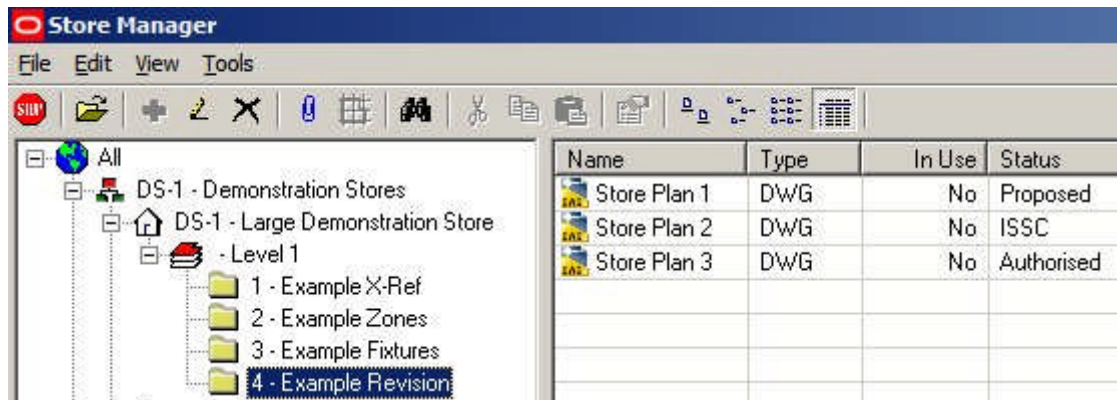 Store Manager
File Edit View Tools
STOP
All
DS-1 - Demonstration Stores
DS-1 - Large Demonstration Store
- Level 1
1 - Example X-Ref
2 - Example Zones
3 - Example Fixtures
4 - Example Revision
Name Type In Use Status
Store Plan 1 DWG No Proposed
Store Plan 2 DWG No ISSC
Store Plan 3 DWG No Authorised